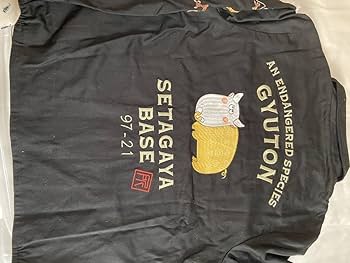 AN ENDANGERED SPECIES
GYUTON
SETAGAYA
BASE
97-21